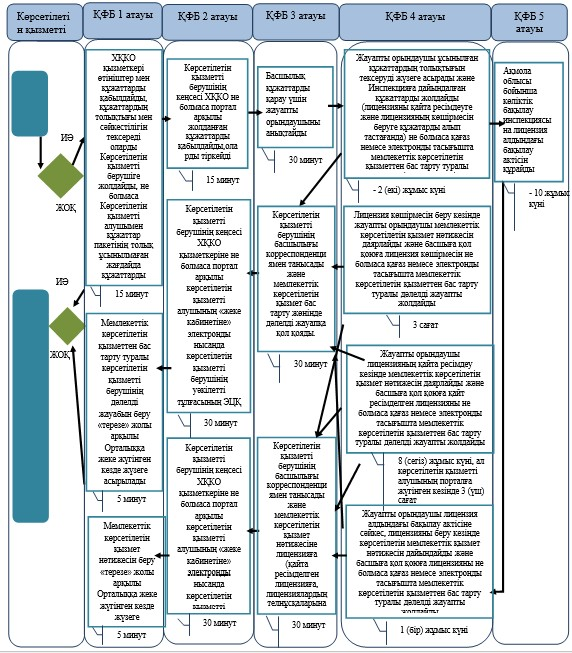 Көрсетілеті
н қызметті
ҚФБ 1 атауы
ҚФБ 2 атауы
ҚФБ 3 атауы
ҚФБ 4 атауы
ҚФБ 5
атауы
ИӘ
ЖОҚ
ИӘ
ЖОҚ
ХҚКО
қызметкері
өтініштер мен
құжаттарды
қабылдайды,
құжаттардың
толықтығы мен
сәйкестілігін
тексереді
оларды
Көрсетілетін
қызметті
берушіге
жолдайды, не
болмаса
Көрсетілетін
қызметті
алушымен
құжаттар
пакетінің толық
ұсынылмаған
жағдайда
құжаттарды
15 минут
Мемлекеттік
көрсетілетін
қызметтен бас
тарту туралы
көрсетілетін
қызметті
берушінің
дәлелді
жауабын беру
«терезе» жолы
арқылы
Орталыққа
жеке жүгінген
кезде жүзеге
асырылады
5 минут
Мемлекеттік
көрсетілетін
қызмет
нәтижесін беру
«терезе» жолы
арқылы
Орталыққа жеке
жүгінген кезде
жүзеге
5 минут
Көрсетілетін
қызметті
берушінің
кеңсесі ХҚКО не
болмаса портал
арқылы
жолданған
құжаттарды
қабылдайды,ола
рды тіркейді
15 минут
Көрсетілетін
қызметті
берушінің кеңсесі
ХҚКО
қызметкеріне не
болмаса портал
арқылы
көрсетілетін
қызметті
алушының «жеке
кабинетіне»
электронды
нысанда
көрсетілетін
қызметті
берушінің
уәкілетті
тұлғасының ЭЦҚ
30 минут
Көрсетілетін
қызметті
берушінің кеңсесі
ХҚКО
қызметкеріне не
болмаса портал
арқылы
көрсетілетін
қызметті
алушының «жеке
кабинетіне»
электронды
нысанда
көрсетілетін
қызметті
30 минут
Басшылық
құжаттарды
қарау үшін
жауапты
орындаушыны
анықтайды
30 минут
Көрсетілетін
қызметті
берушінің
басшылығы
корреспонденци
ямен танысады
және
мемлекеттік
көрсетілетін
қызмет бас
тарту жөнінде
дәлелді жауапқа
қол қояды.
30 минут
Көрсетілетін
қызметті
берушінің
басшылығы
корреспонденци
ямен танысады
және
мемлекеттік
көрсетілетін
қызмет
нәтижесіне
лицензияға
(қайта
ресімделген
лицензияға,
лицензиялардың
телнұсқаларына
30 минут
Жауапты орындаушы ұсынылған
құжаттардың толықтығын
тексеруді жүзеге асырады және
Инспекцияға дайындалған
құжаттарды жолдайды
(лицензияны қайта ресімдеуге
және лицензияның көшірмесін
беруге құжаттарды алып
тастағанда) не болмаса қағаз
немесе электронды тасығышта
мемлекеттік көрсетілетін
қызметтен бас тарту туралы
- 2 (екі) жұмыс күні
Лицензия көшірмесін беру кезінде
жауапты орындаушы мемлекеттік
көрсетілетін қызмет нәтижесін
даярлайды және басшыға қол
қоюға лицензия көшірмесін не
болмаса қағаз немесе электронды
тасығышта мемлекеттік
көрсетілетін қызметтен бас тарту
туралы дәлелді жауапты
жолдайды
3 сағат
Жауапты орындаушы
лицензияның қайта ресімдеу
кезінде мемлекеттік көрсетілетін
қызмет нәтижесін даярлайды және
басшыға қол қоюға қайта
ресімделген лицензияны не
болмаса қағаз немесе электронды
тасығышта мемлекеттік
көрсетілетін қызметтен бас тарту
туралы дәлелді жауапты жолдайды
8 (сегіз) жұмыс күні, ал
көрсетілетін қызметті
алушының порталға
жүгінген кезінде 3 (үш)
сағат
Жауапты орындаушы лицензия
алдындағы бақылау актісіне
сәйкес, лицензияны беру кезінде
көрсетілетін мемлекеттік қызмет
нәтижесін дайындайды және
басшыға қол қоюға лицензияны не
болмаса қағаз немесе электронды
тасығышта мемлекеттік көрсетілетін
қызметтен бас тарту туралы
туралы дәлелді жауапты
жолдайды
1 (бір) жұмыс күні
Ақмола
облысы
бойынша
көліктік
бақылау
инспекциясы
на лицензия
алдындағы
бақылау
актісін
құрайды
- 10 жұмыс
күні